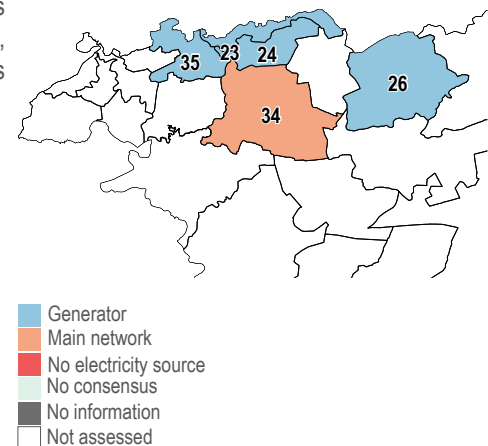 s
,
s
35
23
24
26
34
Generator
Main network
No electricity source
No consensus
No information
Not assessed